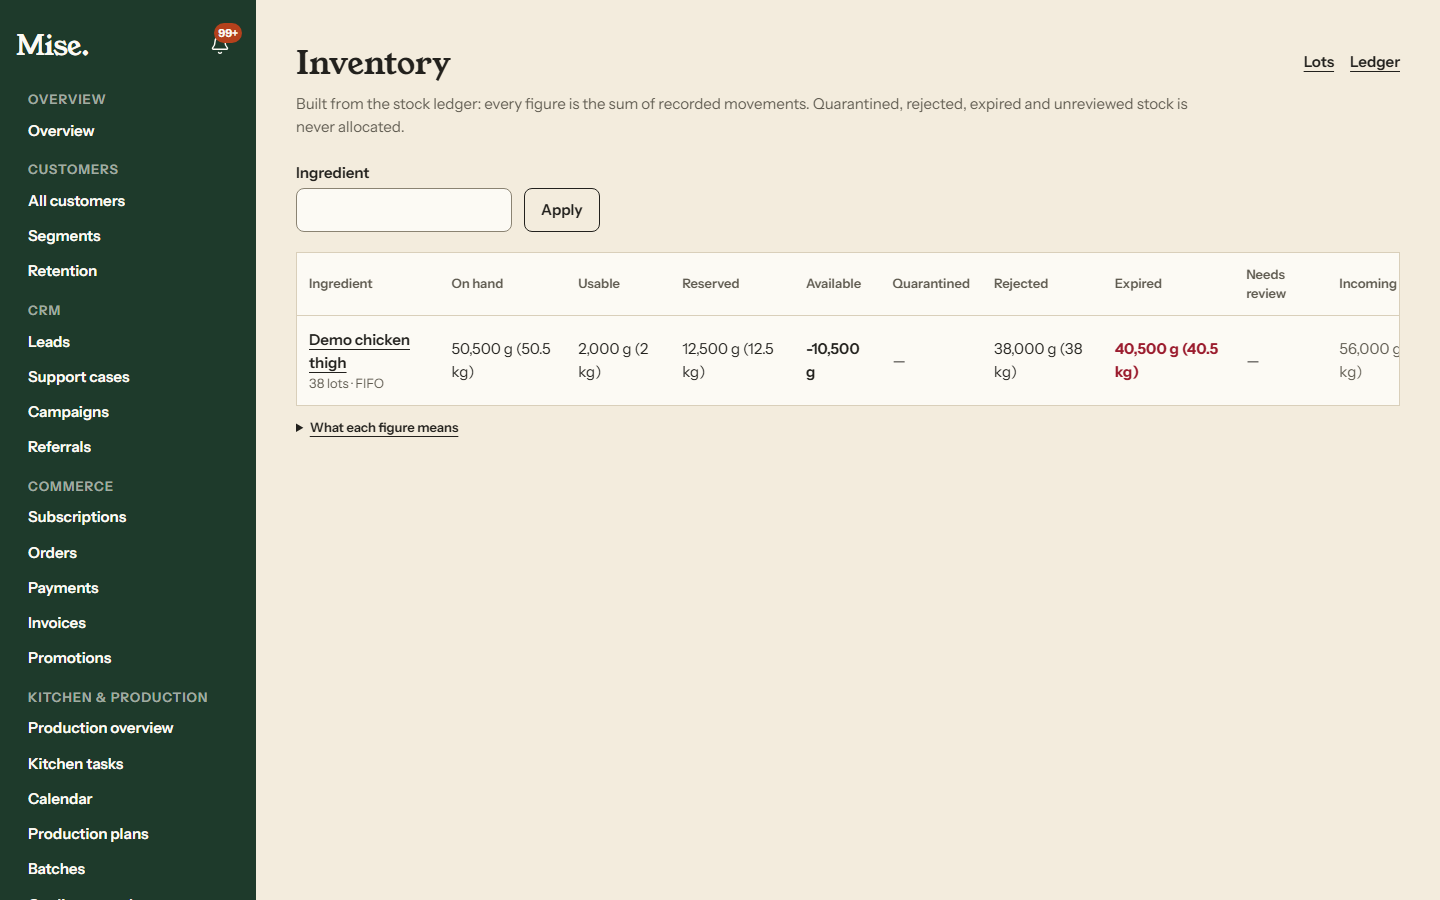 Mise.
99+
OVERVIEW
Overview
CUSTOMERS
All customers
Segments
Retention
CRM
Leads
Support cases
Campaigns
Referrals
COMMERCE
Subscriptions
Orders
Payments
Invoices
Promotions
KITCHEN & PRODUCTION
Production overview
Kitchen tasks
Calendar
Production plans
Batches
Inventory
Lots Ledger
Built from the stock ledger: every figure is the sum of recorded movements. Quarantined, rejected, expired and unreviewed stock is
never allocated.
Ingredient
Apply
Ingredient On hand Usable Reserved Available Quarantined Rejected Expired Needs review Incoming
Demo chicken thigh 50,500 g (50.5 kg) 2,000 g (2 kg) 12,500 g (12.5 kg) -10,500 g — 38,000 g (38 kg) 40,500 g (40.5 kg) — 56,000 g kg)
38 lots · FIFO
What each figure means